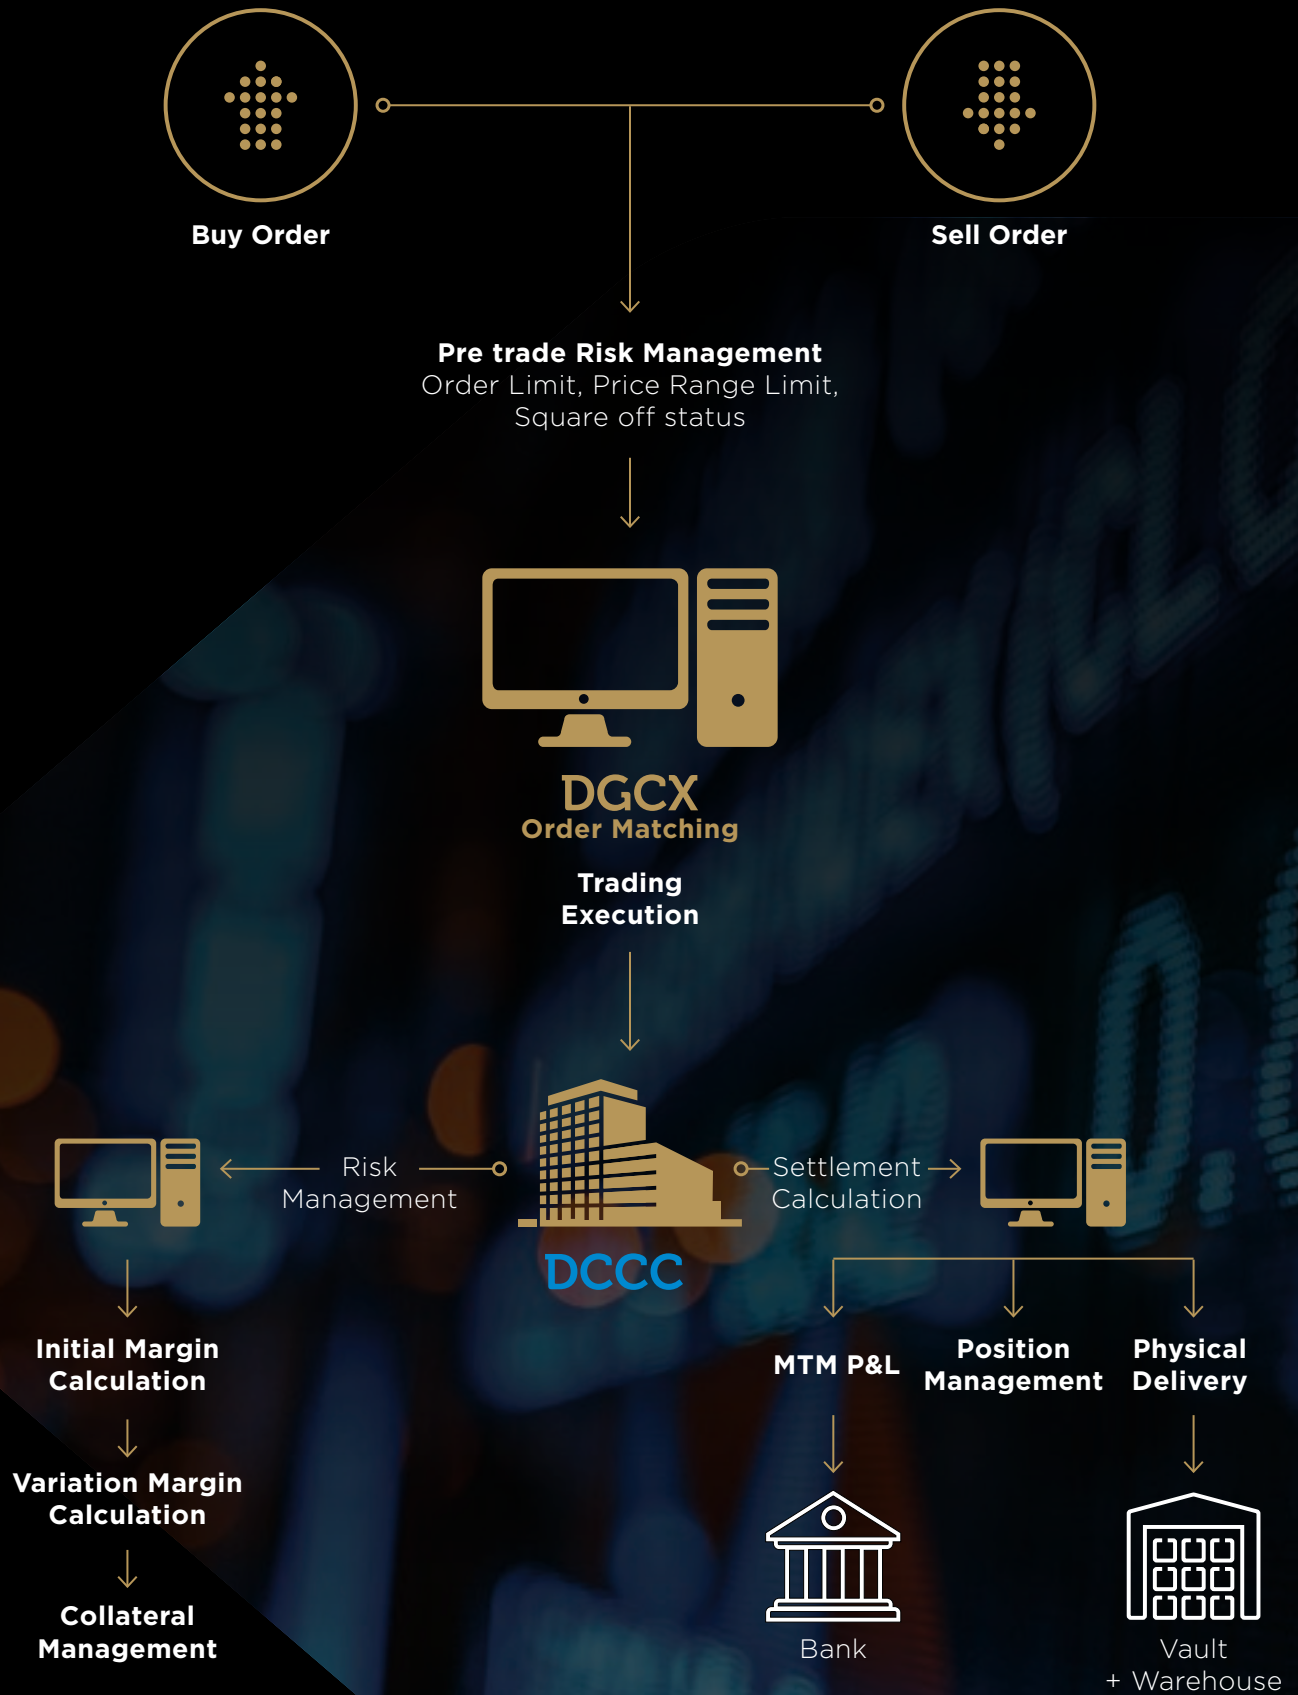 Buy Order
Sell Order
Pre trade Risk Management
Order Limit, Price Range Limit,
Square off status
DGCX
Order Matching
Trading
Execution
Risk
Management
Settlement
Calculation
DCCC
Initial Margin
Calculation
Variation Margin
Calculation
Collateral
Management
MTM P&L
Position
Management
Physical
Delivery
Bank
Vault
+ Warehouse